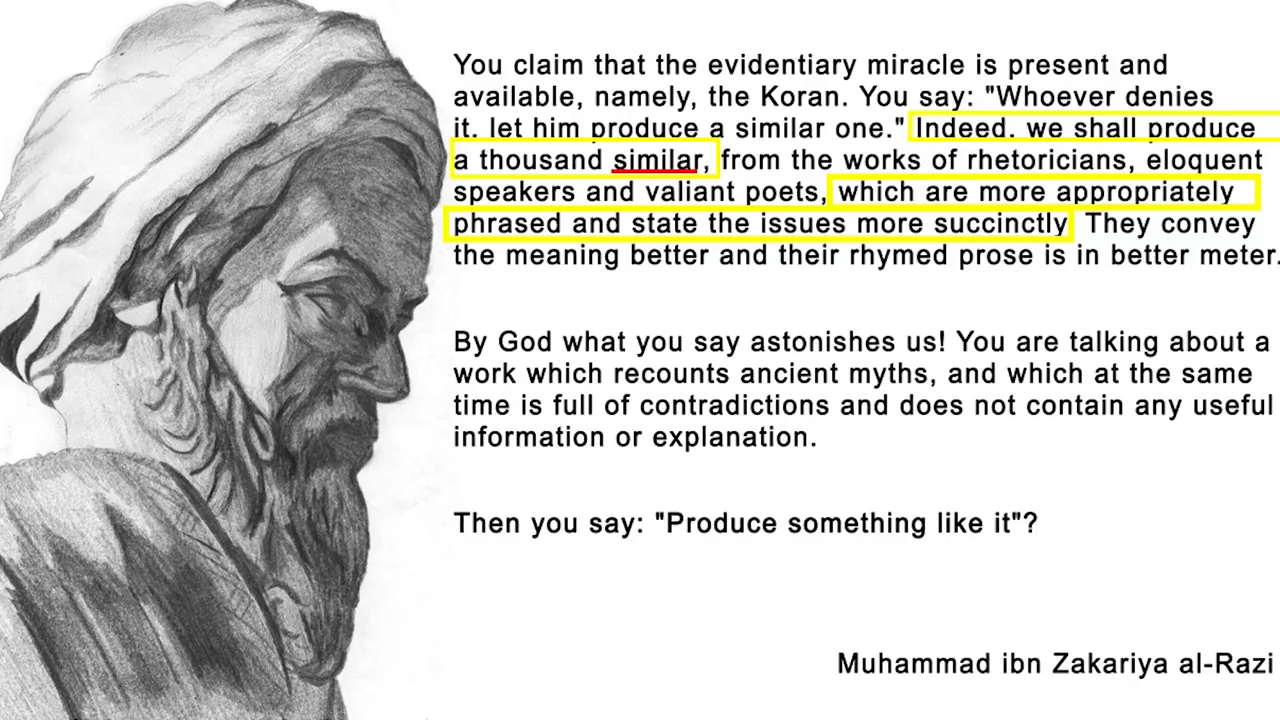 You claim that the evidentiary miracle is present and
available, namely, the Koran. You say: "Whoever denies
it. let him produce a similar one." Indeed. we shall produce
a thousand similar, from the works of rhetoricians, eloquent
speakers and valiant poets, which are more appropriately
phrased and state the issues more succinctly They convey
the meaning better and their rhymed prose is in better meter.
By God what you say astonishes us! You are talking about a
work which recounts ancient myths, and which at the same
time is full of contradictions and does not contain any useful
information or explanation.
Then you say: "Produce something like it"?
Muhammad ibn Zakariya al-Razi